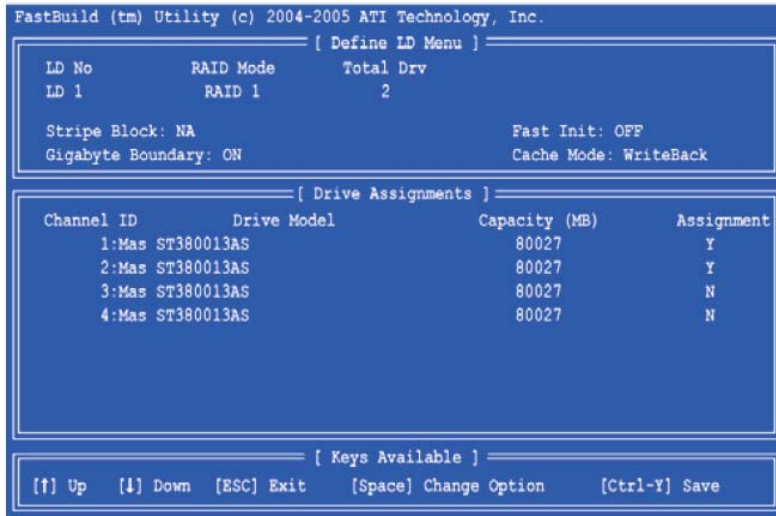 FastBuild (tm) Utility (c) 2004-2005 ATI Technology, Inc.
[ Define LD Menu ]
LD No RAID Mode Total Drv
LD 1 RAID 1 2
Stripe Block: NA Fast Init: OFF
Gigabyte Boundary: ON Cache Mode: WriteBack
[ Drive Assignments ]
Channel ID Drive Model Capacity (MB) Assignment
1:Mas ST380013AS 80027 Y
2:Mas ST380013AS 80027 Y
3:Mas ST380013AS 80027 N
4:Mas ST380013AS 80027 N
[ Keys Available ]
[↑] Up [↓] Down [ESC] Exit [Space] Change Option [Ctrl-Y] Save